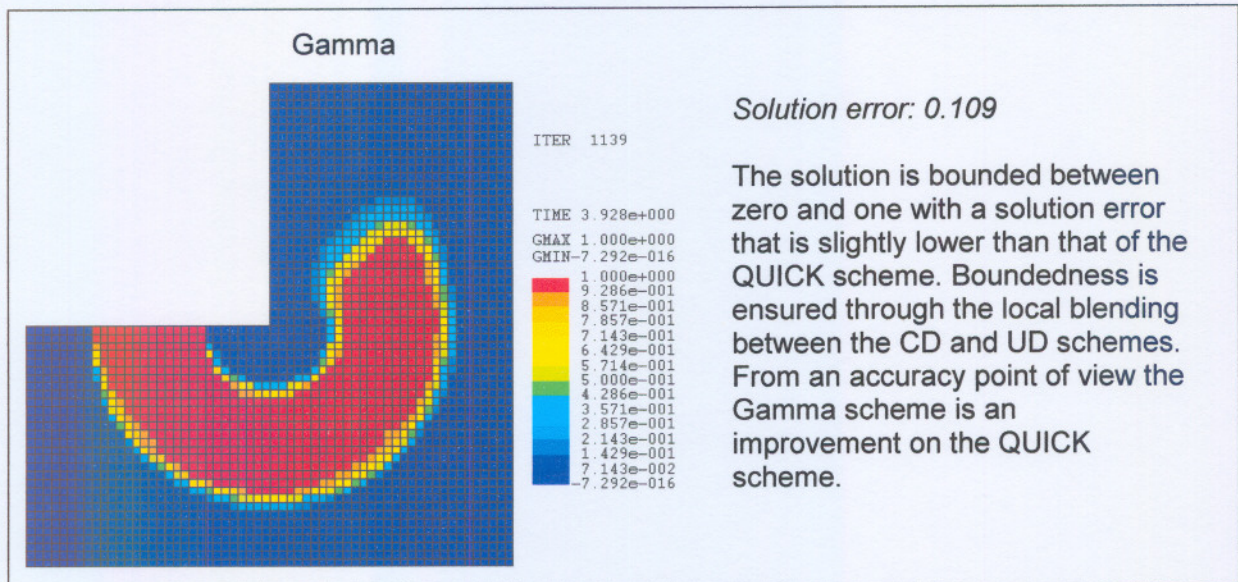 Gamma
ITER 1139
TIME 3.928e+000
GMAX 1.000e+000
GMIN-7.292e-016
1.000e+000
9.286e-001
8.571e-001
7.857e-001
7.143e-001
6.429e-001
5.714e-001
5.000e-001
4.286e-001
3.571e-001
2.857e-001
2.143e-001
1.429e-001
7.143e-002
-7.292e-016
Solution error: 0.109
The solution is bounded between
zero and one with a solution error
that is slightly lower than that of the
QUICK scheme. Boundedness is
ensured through the local blending
between the CD and UD schemes.
From an accuracy point of view the
Gamma scheme is an
improvement on the QUICK
scheme.